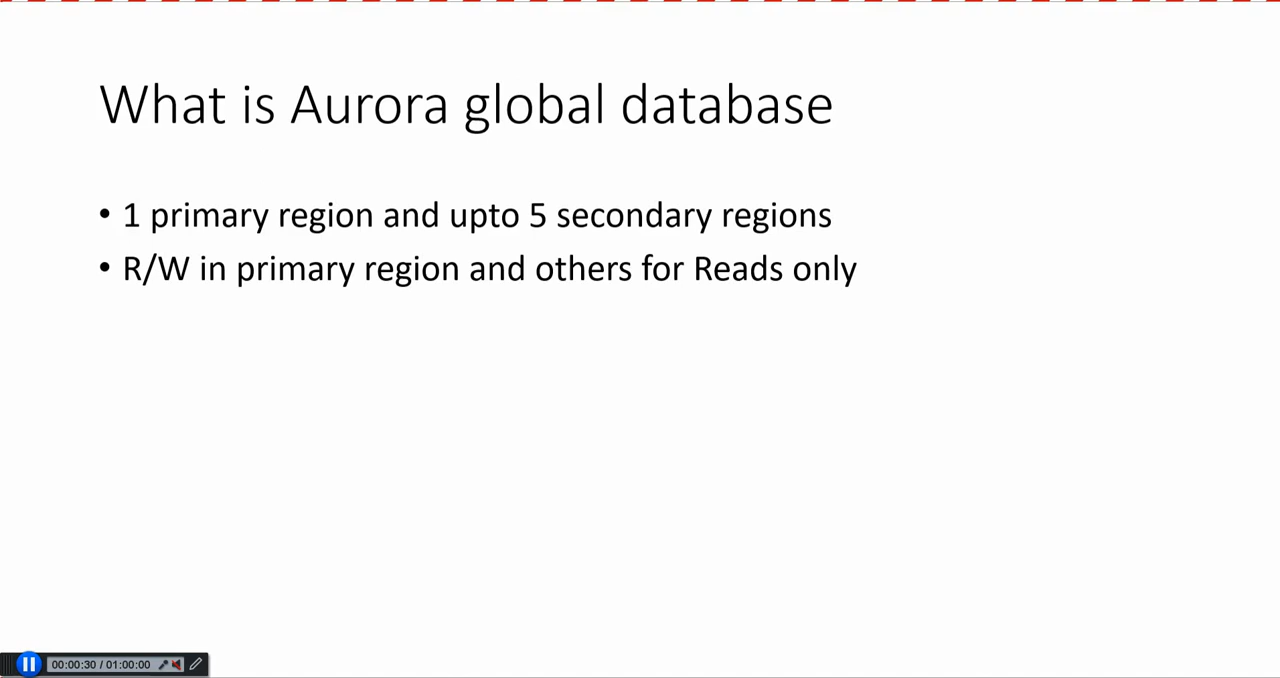 What is Aurora global database
• 1 primary region and upto 5 secondary regions
• R/W in primary region and others for Reads only
00:00:30 / 01:00:00